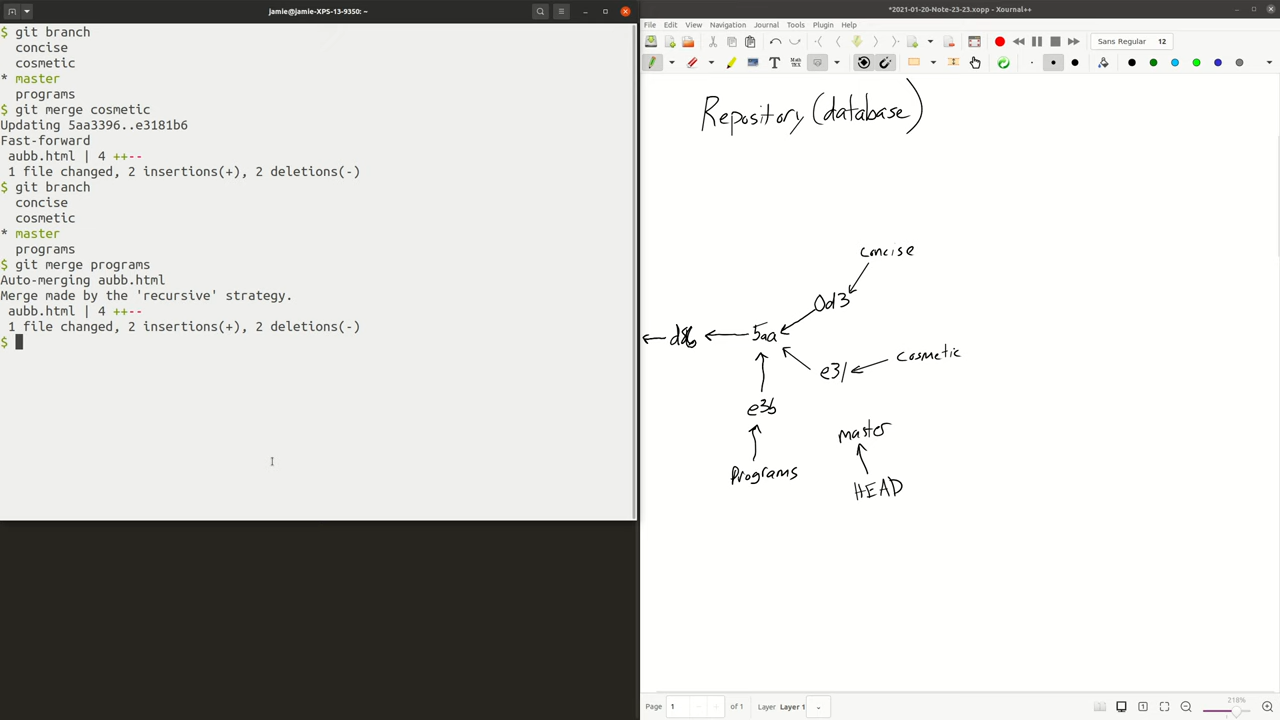 jamie@jamie-XPS-13-9350: ~
$ git branch
concise
cosmetic
* master
programs
$ git merge cosmetic
Updating 5aa3396..e3181b6
Fast-forward
aubb.html | 4 ++--
1 file changed, 2 insertions(+), 2 deletions(-)
$ git branch
concise
cosmetic
* master
programs
$ git merge programs
Auto-merging aubb.html
Merge made by the 'recursive' strategy.
aubb.html | 4 ++--
1 file changed, 2 insertions(+), 2 deletions(-)
$
*2021-01-20-Note-23-23.xopp - Xournal++
File Edit View Navigation Journal Tools Plugin Help
Sans Regular 12
Repository (database)
concise
0d3
5aa
e31
cosmetic
e3b
master
Programs
HEAD
Page 1 of 1 Layer Layer 1
218%